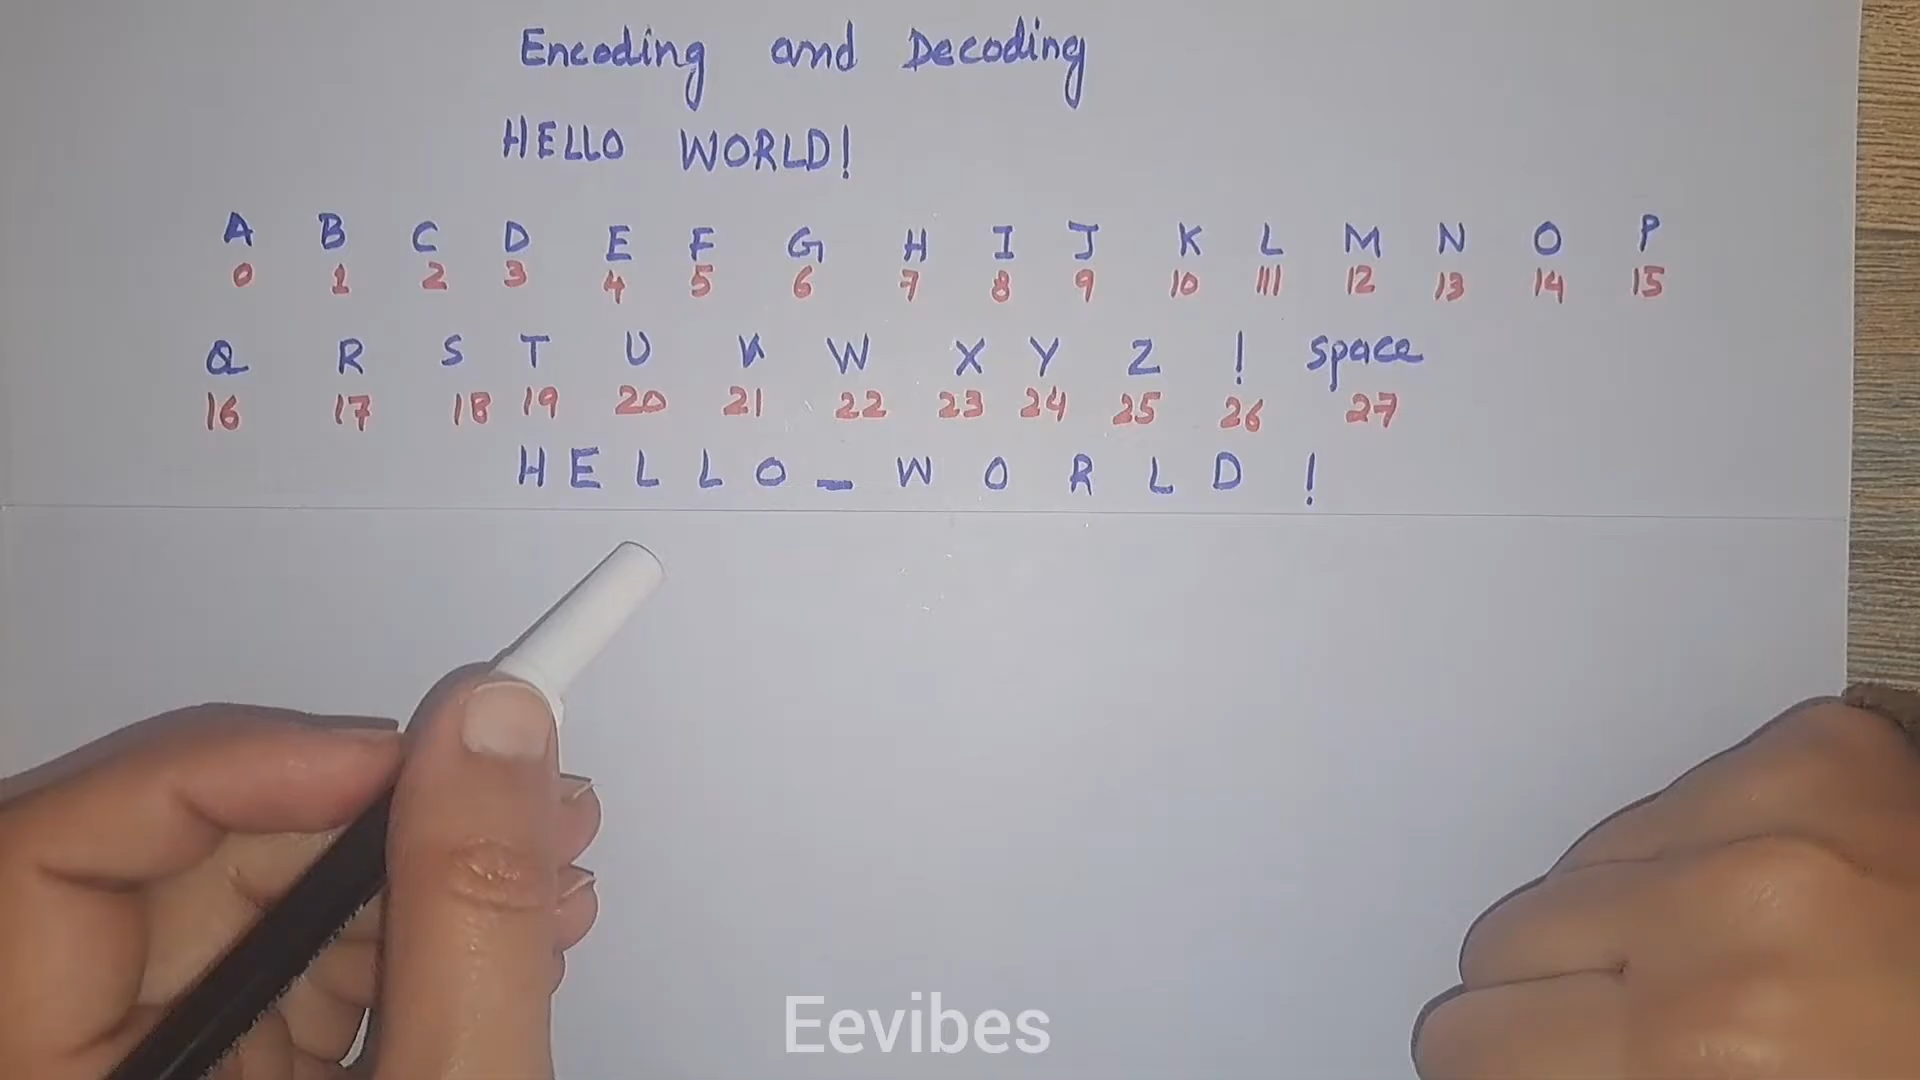 Encoding and Decoding
HELLO WORLD!
A B C D E F G H I J K L M N O P
0 1 2 3 4 5 6 7 8 9 10 11 12 13 14 15
Q R S T U V W X Y Z ! space
16 17 18 19 20 21 22 23 24 25 26 27
H E L L O _ W O R L D !
Eevibes